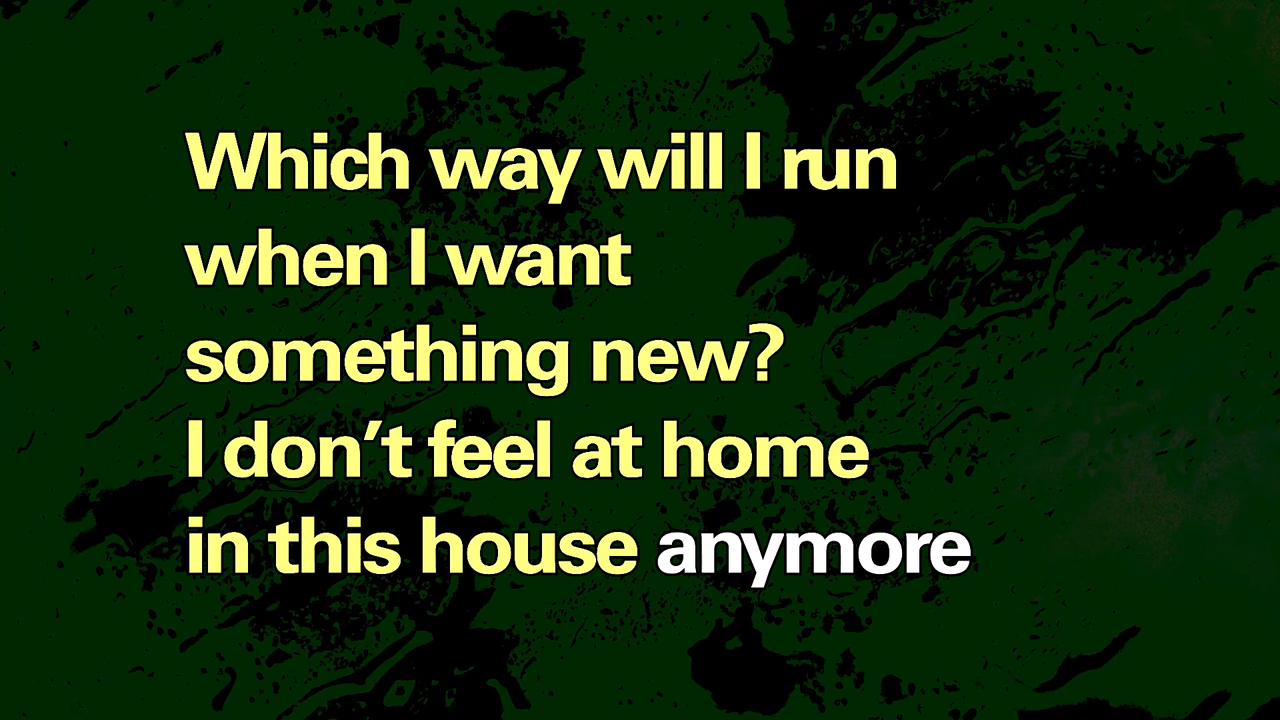 Which way will I run
when I want
something new?
I don’t feel at home
in this house anymore